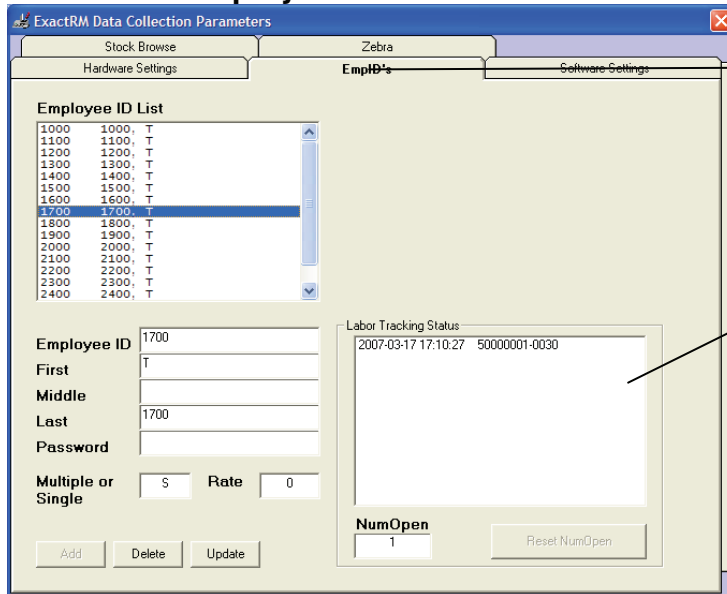 ExactRM Data Collection Parameters
Stock Browse Zebra
Hardware Settings EmpID's Software Settings
Employee ID List
1000 1000, T
1100 1100, T
1200 1200, T
1300 1300, T
1400 1400, T
1500 1500, T
1600 1600, T
1700 1700, T
1800 1800, T
1900 1900, T
2000 2000, T
2100 2100, T
2200 2200, T
2300 2300, T
2400 2400, T
Employee ID 1700
First T
Middle
Last 1700
Password
Multiple or Single S Rate 0
Add Delete Update
Labor Tracking Status
2007-03-17 17:10:27 50000001-0030
NumOpen
1 Reset NumOpen